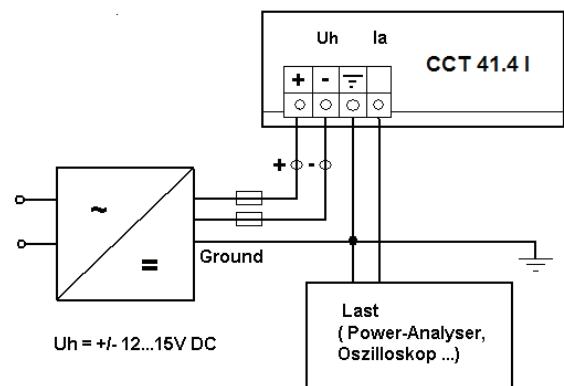 Uh Ia
CCT 41.4 I
+ -
+ -
~
=
Ground
Uh = +/- 12...15V DC
Last
( Power-Analyser,
Oszilloskop ...)